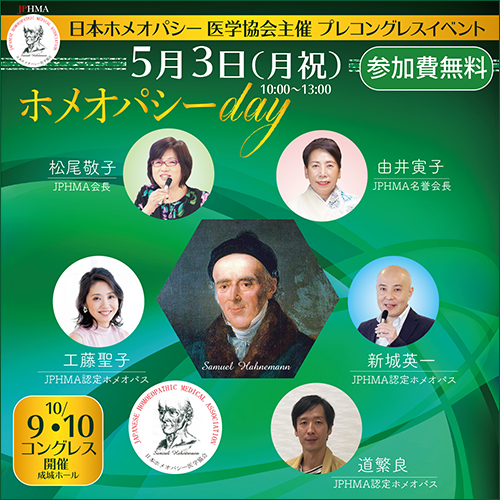 JPHMA
日本ホメオパシー 医学協会主催 プレコングレスイベント
5月3日(月祝)
10:00～13:00
参加費無料
ホメオパシーday
松尾敬子
JPHMA会長
由井寅子
JPHMA名誉会長
工藤聖子
JPHMA認定ホメオパス
Samuel Hahnemann
新城英一
JPHMA認定ホメオパス
10/
9・10
コングレス
開催
成城ホール
JAPANESE HOMOEOPATHIC MEDICAL ASSOCIATION
Samuel Hahnemann
日本ホメオパシー医学協会
道繁良
JPHMA認定ホメオパス